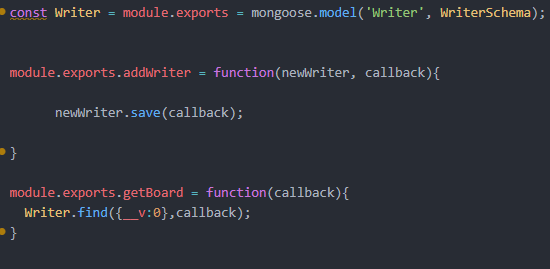 const Writer = module.exports = mongoose.model('Writer', WriterSchema);
module.exports.addWriter = function(newWriter, callback){
newWriter.save(callback);
}
module.exports.getBoard = function(callback){
Writer.find({__v:0},callback);
}